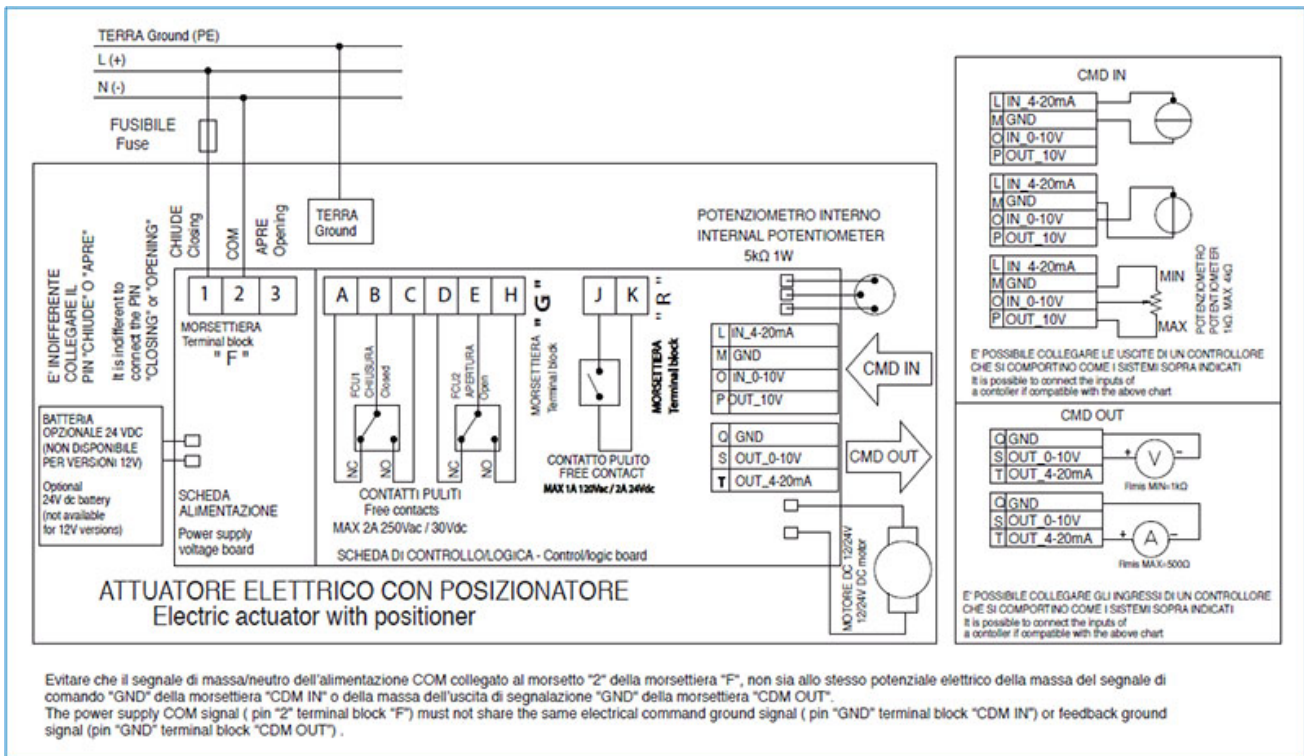 TERRA Ground (PE)
L (+)
N (-)
FUSIBILE
Fuse
E' INDIFFERENTE
COLLEGARE IL
PIN "CHIUDE" O "APRE"
It is indifferent to
connect the PIN
"CLOSING" or "OPENING"
CHIUDE
Closing
COM
APRE
Opening
TERRA
Ground
1 2 3
MORSETTIERA
Terminal block
" F "
A B C D E H
MORSETTIERA "G"
Terminal block
FCU1
CHIUSURA
Closed
FCU2
APERTURA
Open
NC
NO
NC
NO
CONTATTI PULITI
Free contacts
MAX 2A 250Vac / 30Vdc
J K
MORSETTIERA "R"
Terminal block
CONTATTO PULITO
FREE CONTACT
MAX 1A 120Vac / 2A 24Vdc
POTENZIOMETRO INTERNO
INTERNAL POTENTIOMETER
5kΩ 1W
L IN_4-20mA
M GND
O IN_0-10V
P OUT_10V
CMD IN
Q GND
S OUT_0-10V
T OUT_4-20mA
CMD OUT
MOTORE DC 12/24V
12/24V DC motor
BATTERIA
OPZIONALE 24 VDC
(NON DISPONIBILE
PER VERSIONI 12V)
Optional
24V dc battery
(not available
for 12V versions)
SCHEDA
ALIMENTAZIONE
Power supply
voltage board
SCHEDA DI CONTROLLO/LOGICA - Control/logic board
ATTUATORE ELETTRICO CON POSIZIONATORE
Electric actuator with positioner
CMD IN
L IN_4-20mA
M GND
O IN_0-10V
P OUT_10V
L IN_4-20mA
M GND
O IN_0-10V
P OUT_10V
L IN_4-20mA
M GND
O IN_0-10V
P OUT_10V
MIN
MAX
POTENZIOMETRO
POTENTIOMETER
1kΩ MAX 4kΩ
E' POSSIBILE COLLEGARE LE USCITE DI UN CONTROLLORE
CHE SI COMPORTINO COME I SISTEMI SOPRA INDICATI
It is possible to connect the inputs of
a contoller if compatible with the above chart
CMD OUT
Q GND
S OUT_0-10V
T OUT_4-20mA
+ V -
Rmis MIN=1kΩ
Q GND
S OUT_0-10V
T OUT_4-20mA
+ A -
Rmis MAX=500Ω
E' POSSIBILE COLLEGARE GLI INGRESSI DI UN CONTROLLORE
CHE SI COMPORTINO COME I SISTEMI SOPRA INDICATI
It is possible to connect the inputs of
a contoller if compatible with the above chart
Evitare che il segnale di massa/neutro dell'alimentazione COM collegato al morsetto "2" della morsettiera "F", non sia allo stesso potenziale elettrico della massa del segnale di
comando "GND" della morsettiera "CDM IN" o della massa dell'uscita di segnalazione "GND" della morsettiera "CDM OUT".
The power supply COM signal ( pin "2" terminal block "F") must not share the same electrical command ground signal ( pin "GND" terminal block "CDM IN") or feedback ground
signal (pin "GND" terminal block "CDM OUT") .